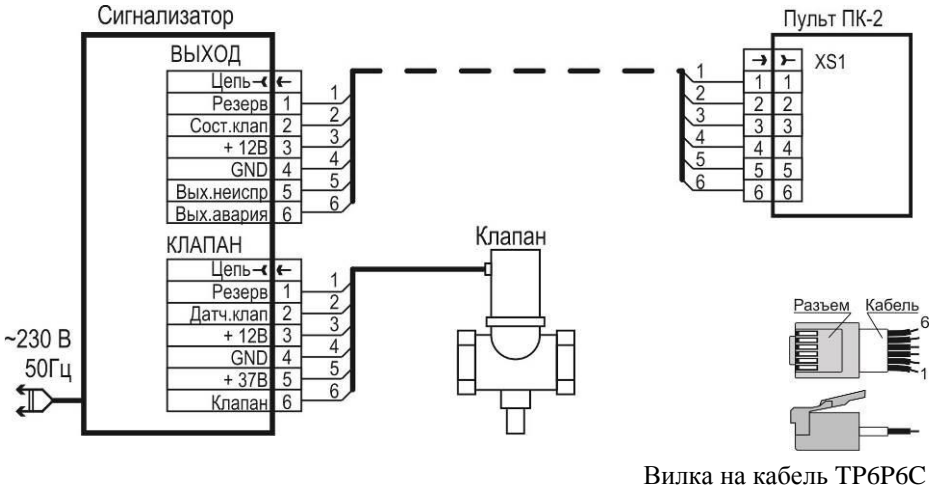 Сигнализатор
Пульт ПК-2
ВЫХОД
Цепь
Резерв 1 1
Сост.клап 2 2
+ 12В 3 3
GND 4 4
Вых.неиспр 5 5
Вых.авария 6 6
XS1
1 1 1
2 2 2
3 3 3
4 4 4
5 5 5
6 6 6
КЛАПАН
Цепь
Резерв 1 1
Датч.клап 2 2
+ 12В 3 3
GND 4 4
+ 37В 5 5
Клапан 6 6
Клапан
~230 В
50Гц
Разъем Кабель
6
1
Вилка на кабель TP6P6C